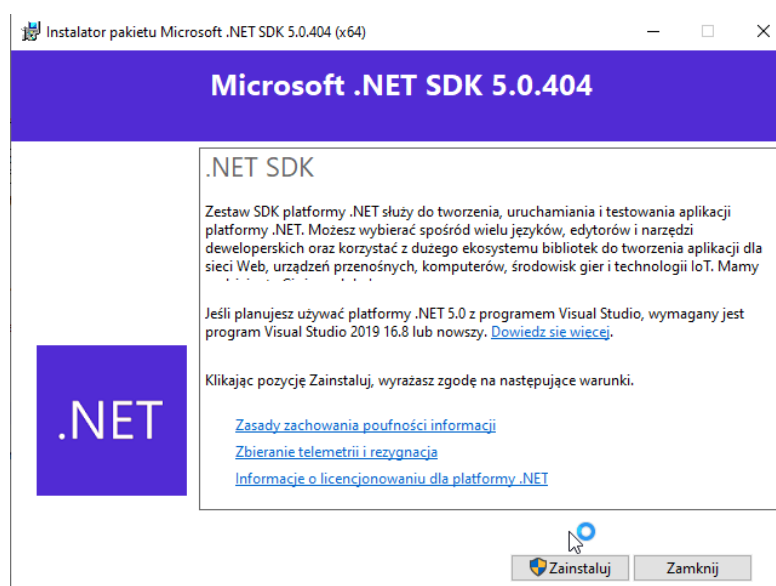 Instalator pakietu Microsoft .NET SDK 5.0.404 (x64)
Microsoft .NET SDK 5.0.404
.NET SDK
Zestaw SDK platformy .NET służy do tworzenia, uruchamiania i testowania aplikacji
platformy .NET. Możesz wybierać spośród wielu języków, edytorów i narzędzi
deweloperskich oraz korzystać z dużego ekosystemu bibliotek do tworzenia aplikacji dla
sieci Web, urządzeń przenośnych, komputerów, środowisk gier i technologii IoT. Mamy
Jeśli planujesz używać platformy .NET 5.0 z programem Visual Studio, wymagany jest
program Visual Studio 2019 16.8 lub nowszy. Dowiedz się więcej.
Klikając pozycję Zainstaluj, wyrażasz zgodę na następujące warunki.
.NET
Zasady zachowania poufności informacji
Zbieranie telemetrii i rezygnacja
Informacje o licencjonowaniu dla platformy .NET
Zainstaluj
Zamknij